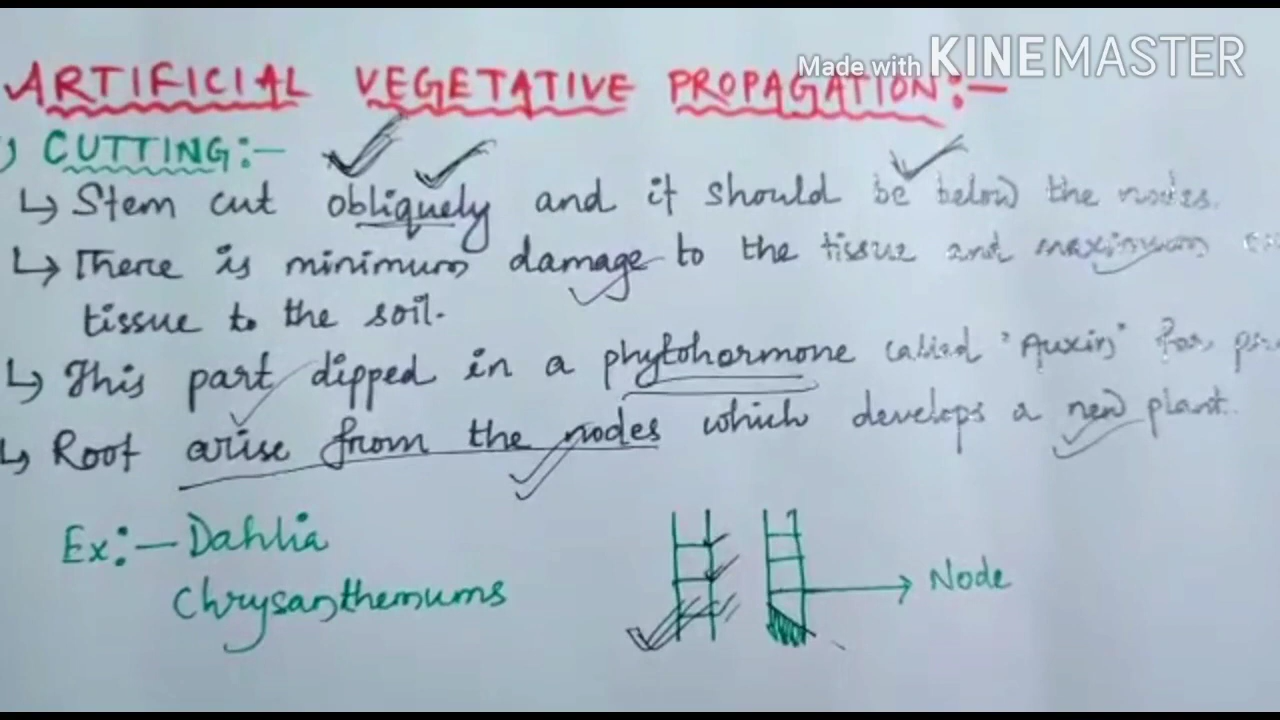 Made with KINEMASTER
ARTIFICIAL VEGETATIVE PROPAGATION:-
) CUTTING:-
↳ Stem cut obliquely and it should be below the nodes.
↳ There is minimum damage to the tissue and maximum
tissue to the soil.
↳ This part dipped in a phytohormone called "Auxin" for
↳ Root arise from the nodes which develops a new plant.
Ex:- Dahlia
Chrysanthemums
Node